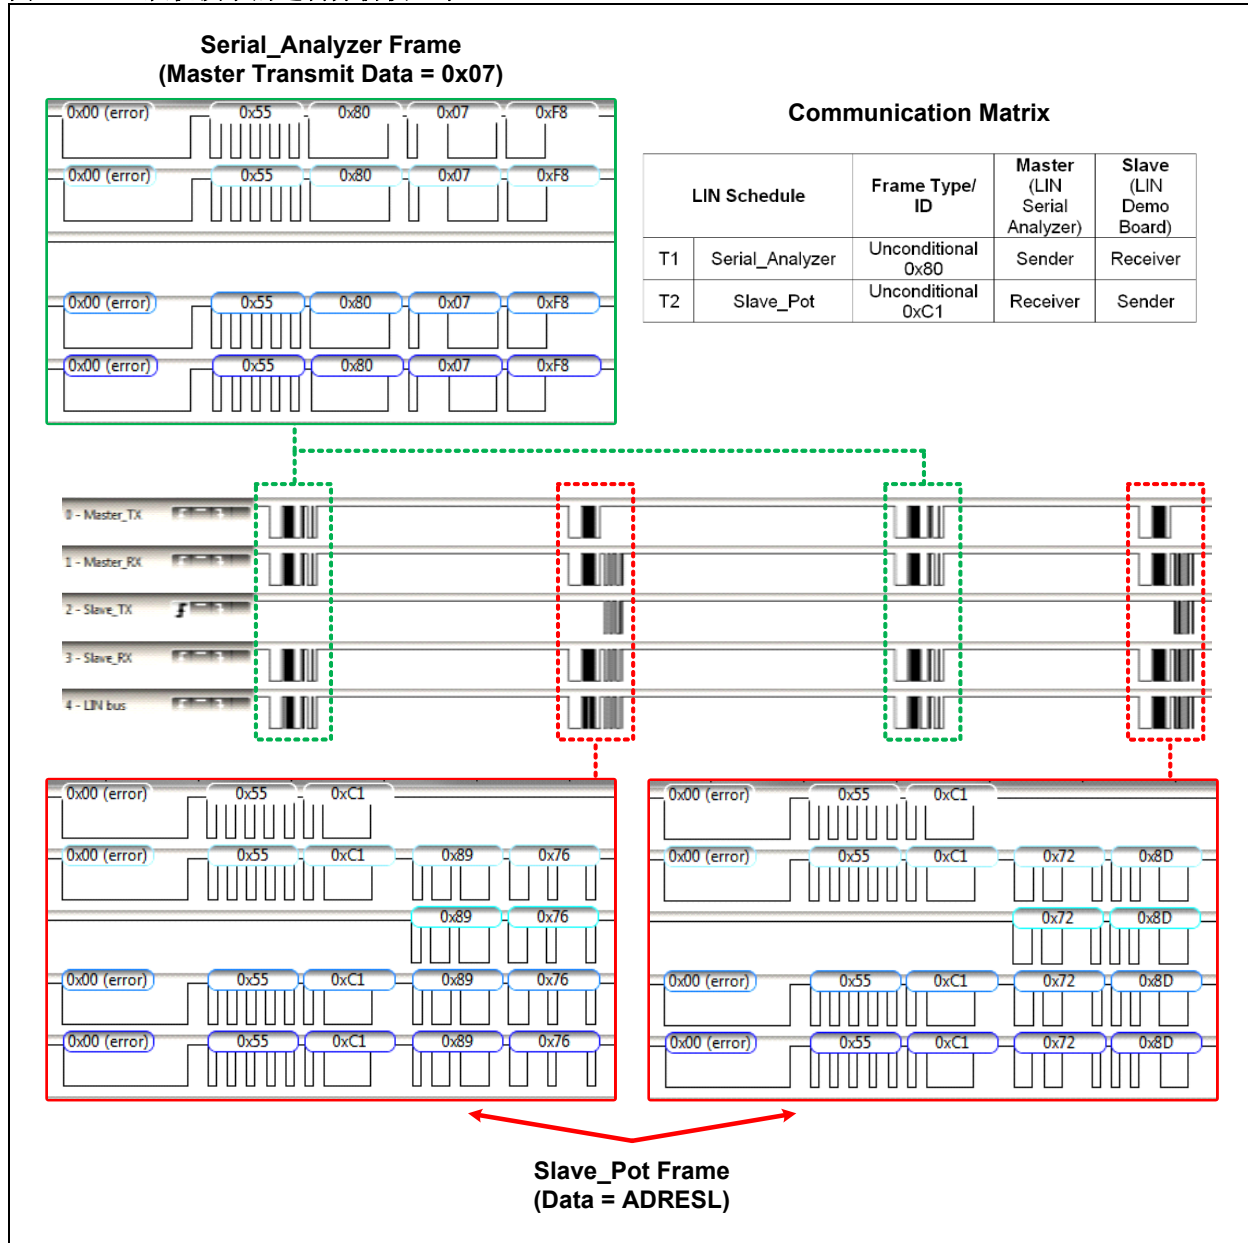 Serial_Analyzer Frame
(Master Transmit Data = 0x07)
0x00 (error) 0x55 0x80 0x07 0xF8
0x00 (error) 0x55 0x80 0x07 0xF8
0x00 (error) 0x55 0x80 0x07 0xF8
0x00 (error) 0x55 0x80 0x07 0xF8
Communication Matrix
LIN Schedule
Frame Type/
ID
Master
(LIN
Serial
Analyzer)
Slave
(LIN
Demo
Board)
T1 Serial_Analyzer Unconditional
0x80 Sender Receiver
T2 Slave_Pot Unconditional
0xC1 Receiver Sender
0 - Master_TX
1 - Master_RX
2 - Slave_TX
3 - Slave_RX
4 - LIN bus
0x00 (error) 0x55 0xC1
0x00 (error) 0x55 0xC1 0x89 0x76
0x89 0x76
0x00 (error) 0x55 0xC1 0x89 0x76
0x00 (error) 0x55 0xC1 0x89 0x76
0x00 (error) 0x55 0xC1
0x00 (error) 0x55 0xC1 0x72 0x8D
0x72 0x8D
0x00 (error) 0x55 0xC1 0x72 0x8D
0x00 (error) 0x55 0xC1 0x72 0x8D
Slave_Pot Frame
(Data = ADRESL)